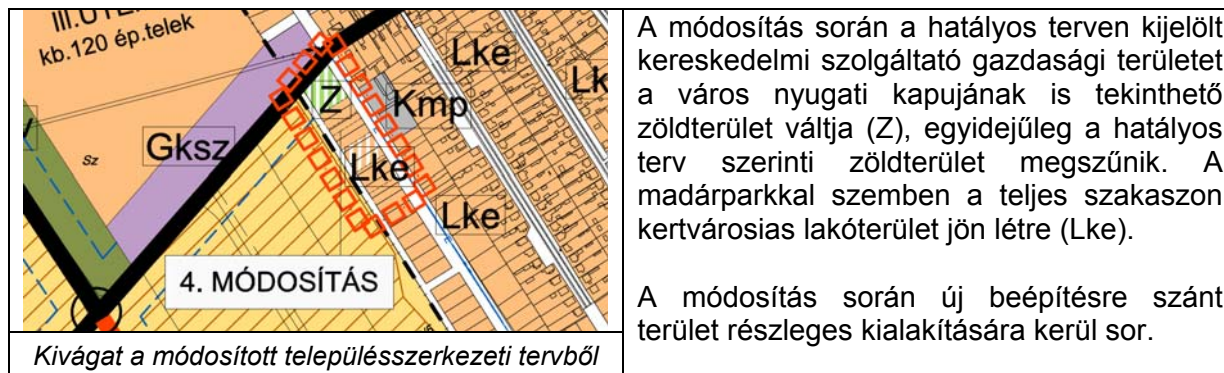 III.ÜTE
kb.120 ép.telek
Lke
Lk
Z
Kmp
Gksz
Sz
Lke
Lke
4. MÓDOSÍTÁS
Kivágat a módosított településszerkezeti tervből
A módosítás során a hatályos terven kijelölt
kereskedelmi szolgáltató gazdasági területet
a város nyugati kapujának is tekinthető
zöldterület váltja (Z), egyidejűleg a hatályos
terv szerinti zöldterület megszűnik. A
madárparkkal szemben a teljes szakaszon
kertvárosias lakóterület jön létre (Lke).
A módosítás során új beépítésre szánt
terület részleges kialakítására kerül sor.